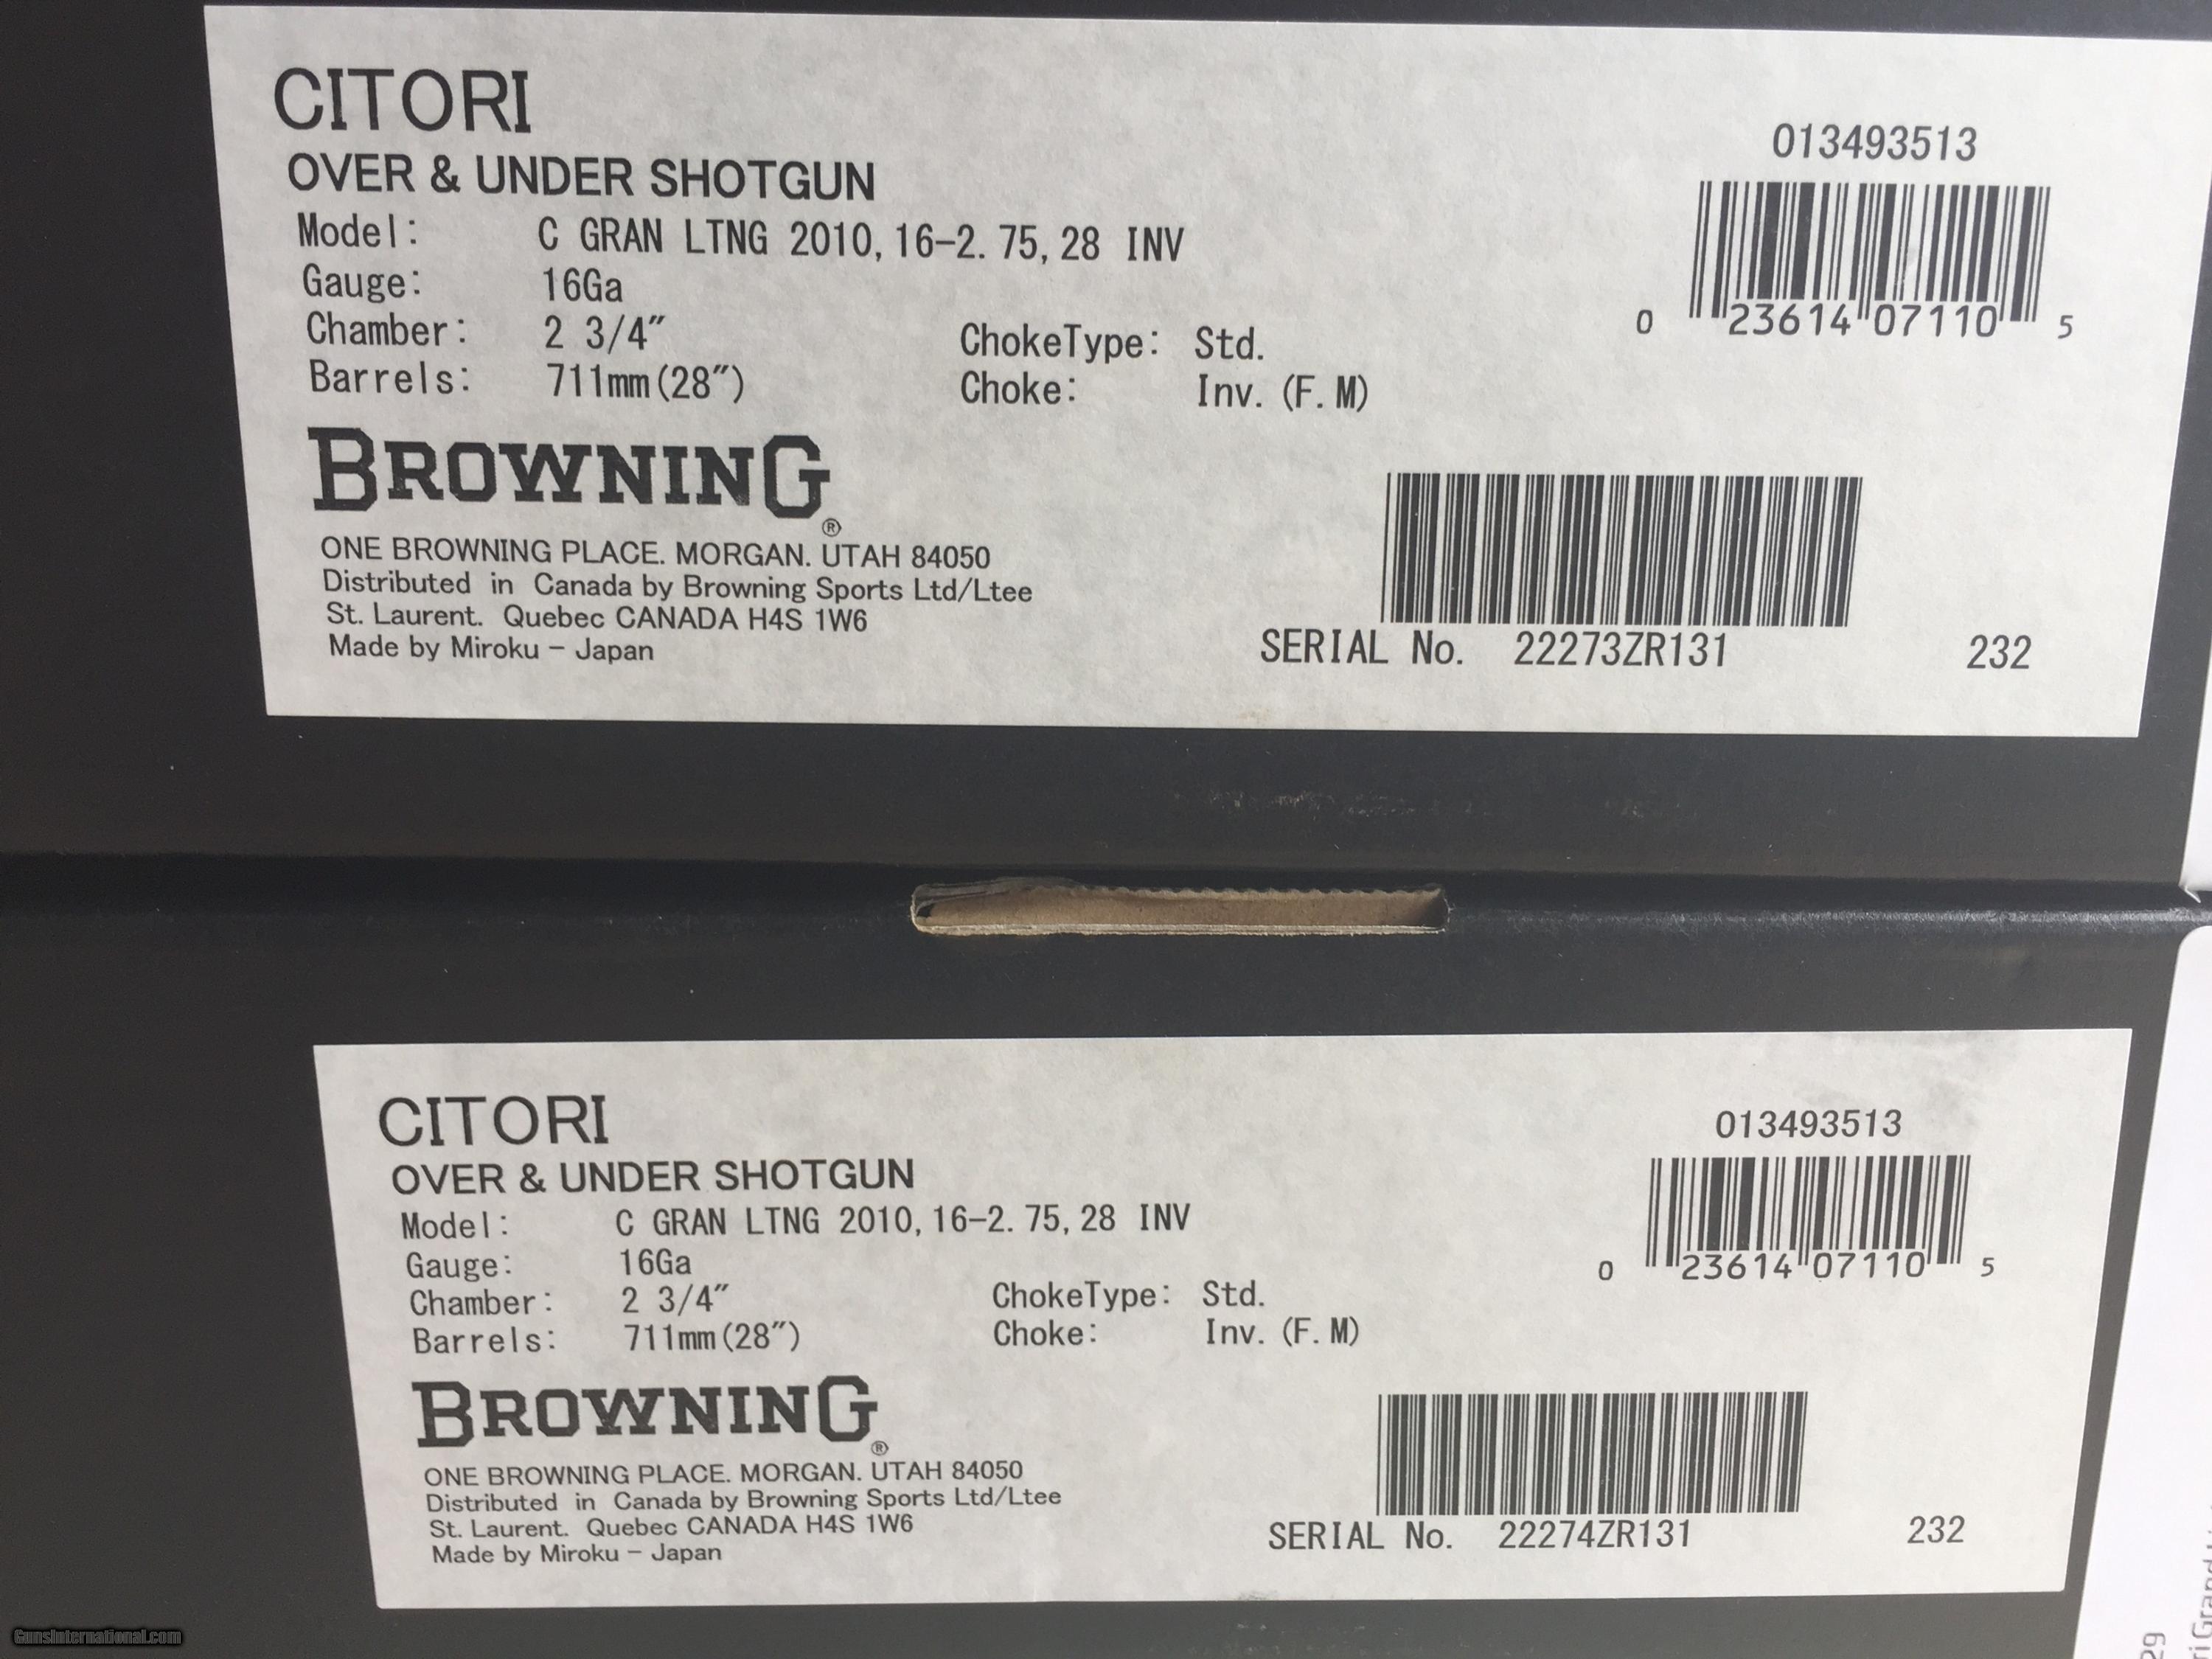 CITORI
OVER & UNDER SHOTGUN
Model: C GRAN LTNG 2010, 16-2. 75, 28 INV
Gauge: 16Ga
Chamber: 2 3/4″ ChokeType: Std.
Barrels: 711mm(28″) Choke: Inv. (F. M)
013493513
0 23614 07110 5
BROWNING®
ONE BROWNING PLACE. MORGAN. UTAH 84050
Distributed in Canada by Browning Sports Ltd/Ltee
St. Laurent. Quebec CANADA H4S 1W6
Made by Miroku - Japan
SERIAL No. 22273ZR131 232
CITORI
OVER & UNDER SHOTGUN
Model: C GRAN LTNG 2010, 16-2. 75, 28 INV
Gauge: 16Ga
Chamber: 2 3/4″ ChokeType: Std.
Barrels: 711mm(28″) Choke: Inv. (F. M)
013493513
0 23614 07110 5
BROWNING®
ONE BROWNING PLACE. MORGAN. UTAH 84050
Distributed in Canada by Browning Sports Ltd/Ltee
St. Laurent. Quebec CANADA H4S 1W6
Made by Miroku - Japan
SERIAL No. 22274ZR131 232
GunsInternational.com
29
ri Grand